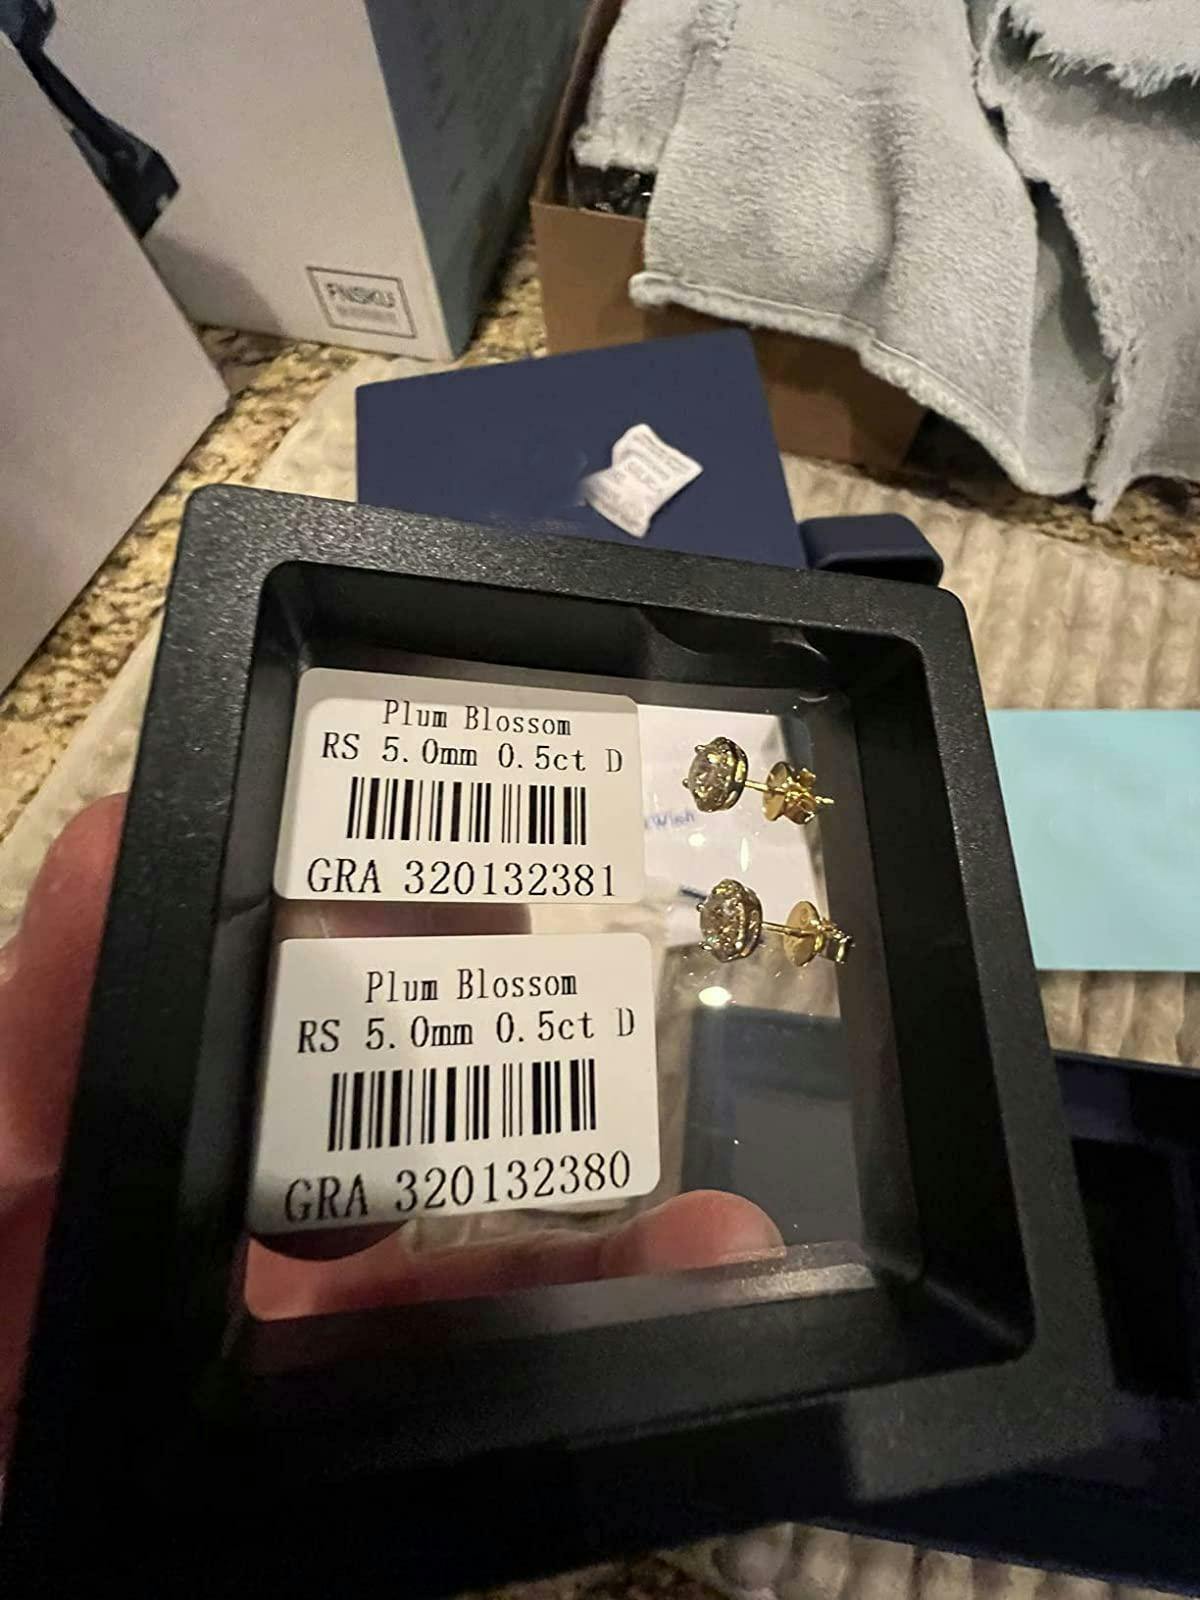 FNSKU
Plum Blossom
RS 5.0mm 0.5ct D
GRA 320132381
Wish
Plum Blossom
RS 5.0mm 0.5ct D
GRA 320132380